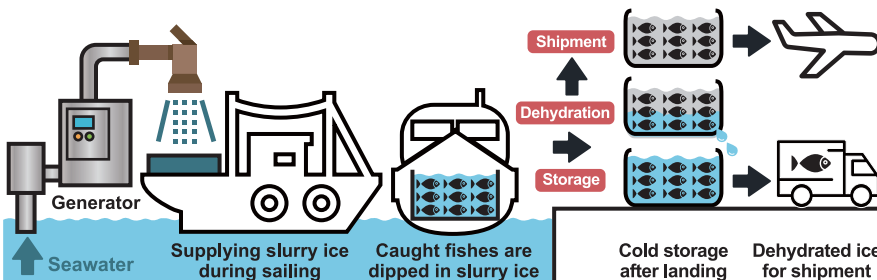 Shipment
Dehydration
Storage
Generator
Seawater
Supplying slurry ice
during sailing
Caught fishes are
dipped in slurry ice
Cold storage
after landing
Dehydrated ice
for shipment